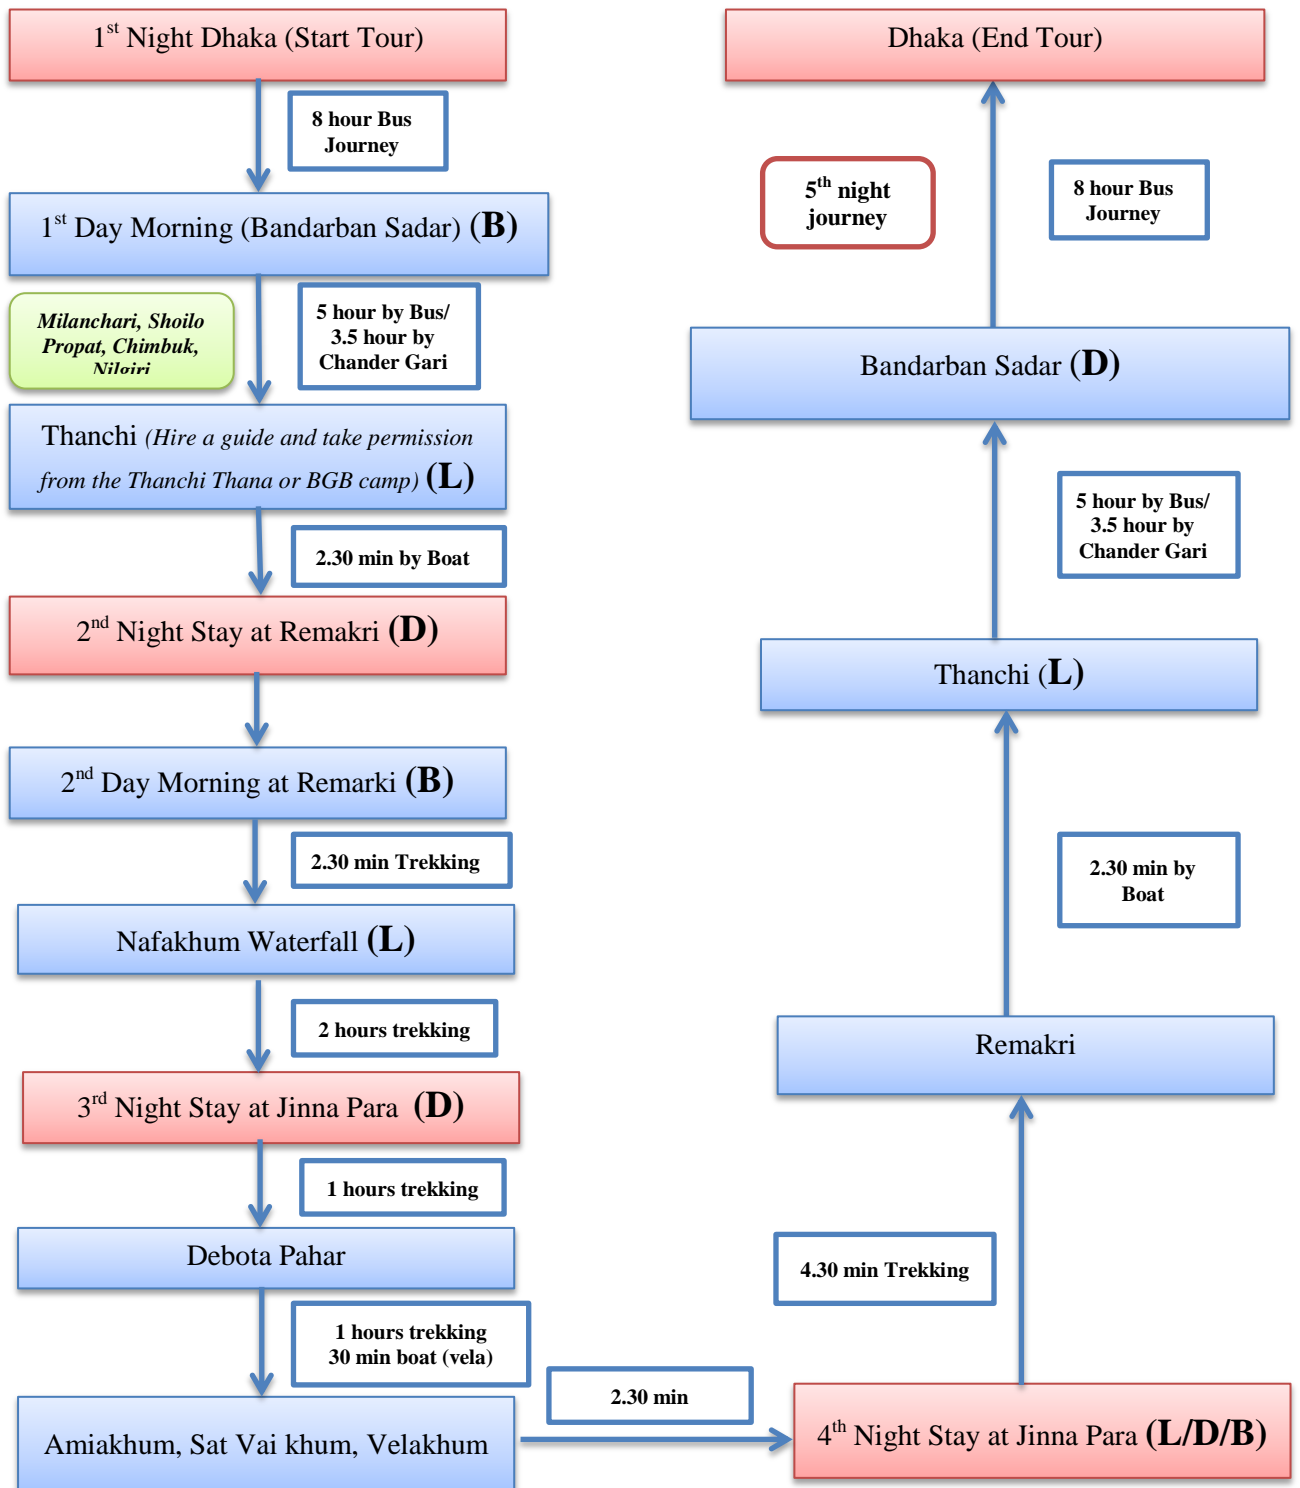 1st Night Dhaka (Start Tour)
8 hour Bus
Journey
1st Day Morning (Bandarban Sadar) (B)
Milanchari, Shoilo
Propat, Chimbuk,
Nilgiri
5 hour by Bus/
3.5 hour by
Chander Gari
Thanchi (Hire a guide and take permission
from the Thanchi Thana or BGB camp) (L)
2.30 min by Boat
2nd Night Stay at Remakri (D)
2nd Day Morning at Remarki (B)
2.30 min Trekking
Nafakhum Waterfall (L)
2 hours trekking
3rd Night Stay at Jinna Para (D)
1 hours trekking
Debota Pahar
1 hours trekking
30 min boat (vela)
Amiakhum, Sat Vai khum, Velakhum
2.30 min
4th Night Stay at Jinna Para (L/D/B)
4.30 min Trekking
Remakri
2.30 min by
Boat
Thanchi (L)
5 hour by Bus/
3.5 hour by
Chander Gari
Bandarban Sadar (D)
5th night
journey
8 hour Bus
Journey
Dhaka (End Tour)